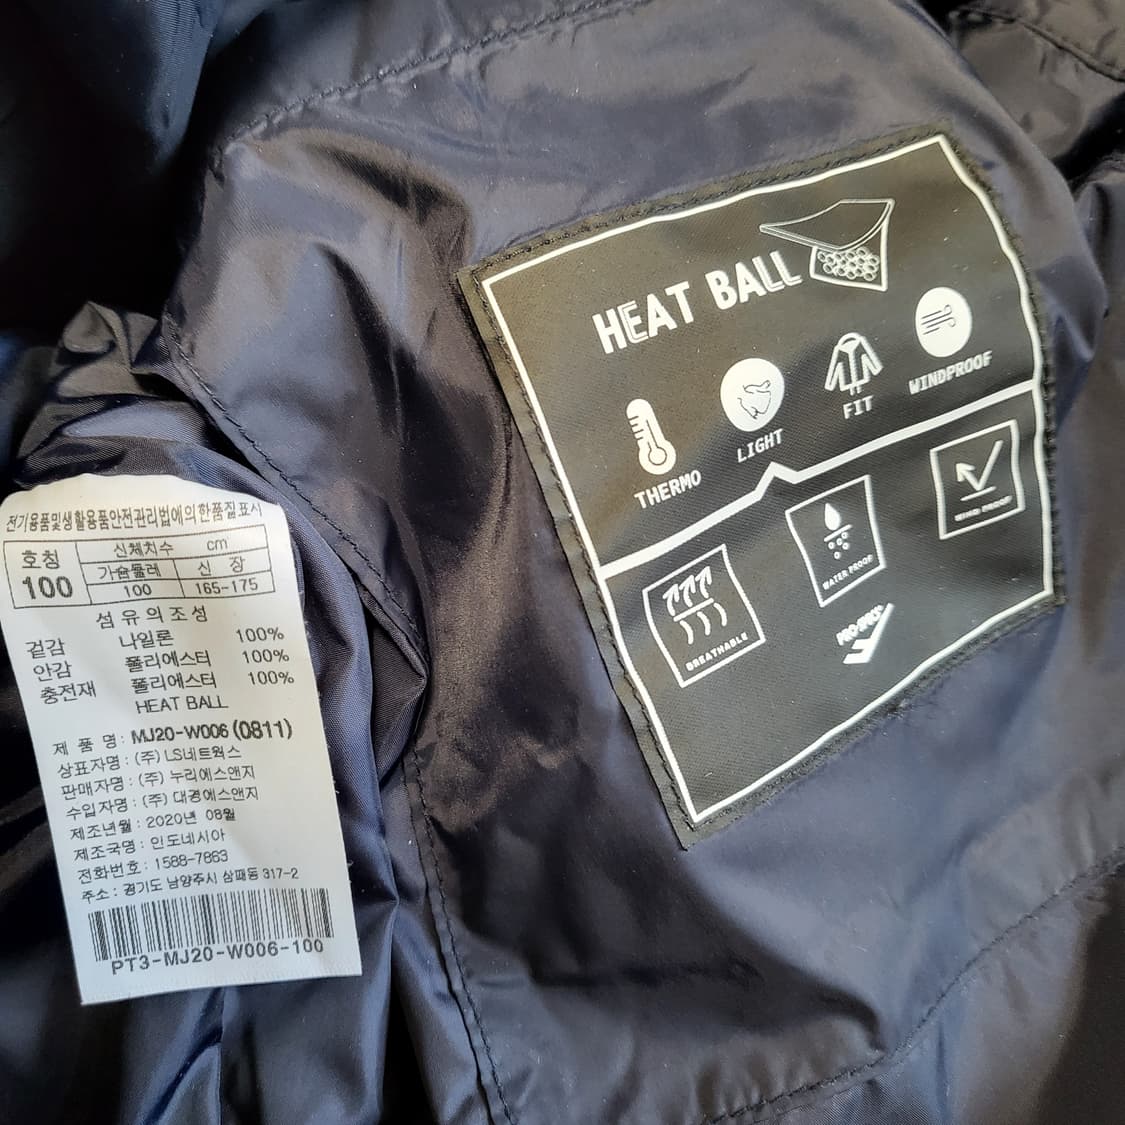 전기용품및생활용품안전관리법에의한품질표시
호칭 신체치수 cm
가슴둘레 신 장
100 100 165-175
섬유의조성
겉감 나일론 100%
안감 폴리에스터 100%
충전재 폴리에스터 100%
HEAT BALL
제 품 명 : MJ20-W006 (0811)
상표자명 : (주) LS네트웍스
판매자명 : (주) 누리에스앤지
수입자명 : (주) 대경에스앤지
제조년월 : 2020년 08월
제조국명 : 인도네시아
전화번호 : 1588-7863
주소 : 경기도 남양주시 삼패동 317-2
PT3-MJ20-W006-100
HEAT BALL
THERMO LIGHT FIT WINDPROOF
BREATHABLE WATER PROOF
PRO-SPECS